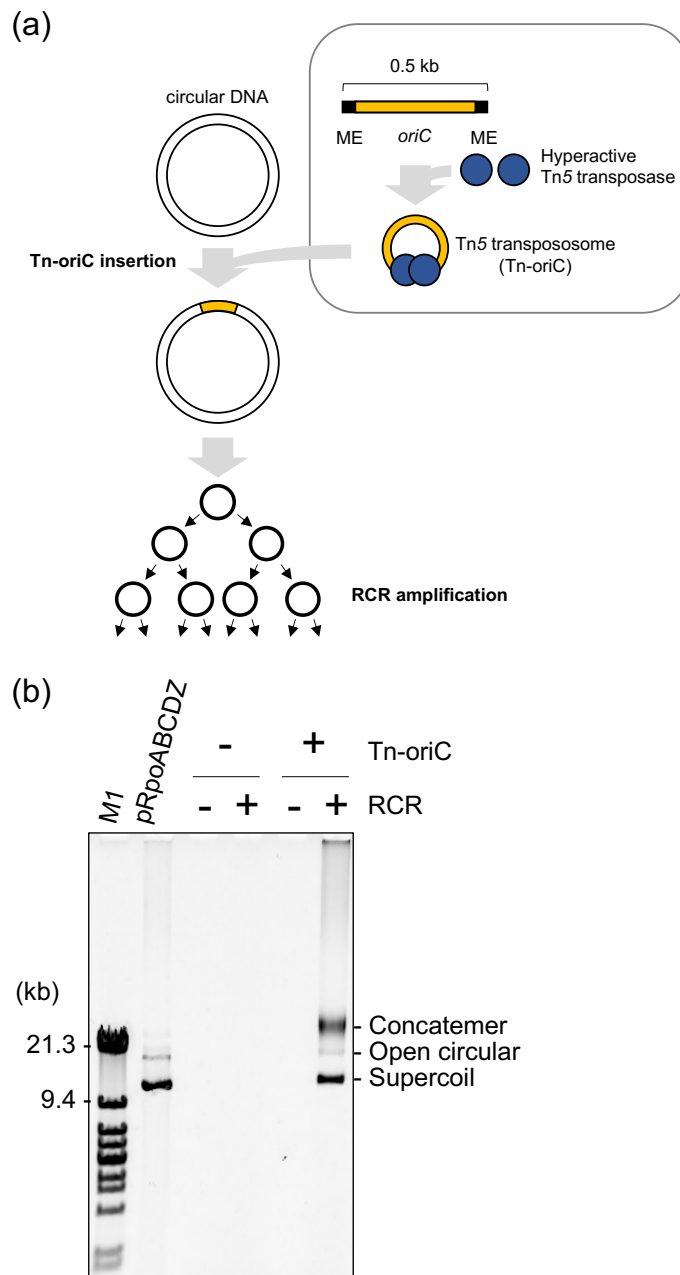 (a)
0.5 kb
circular DNA
ME oriC ME
Hyperactive
Tn5 transposase
Tn-oriC insertion
Tn5 transpososome
(Tn-oriC)
RCR amplification
(b)
M1
pRpoABCDZ
- + Tn-oriC
- + - + RCR
(kb)
21.3 -
9.4 -
- Concatemer
- Open circular
- Supercoil